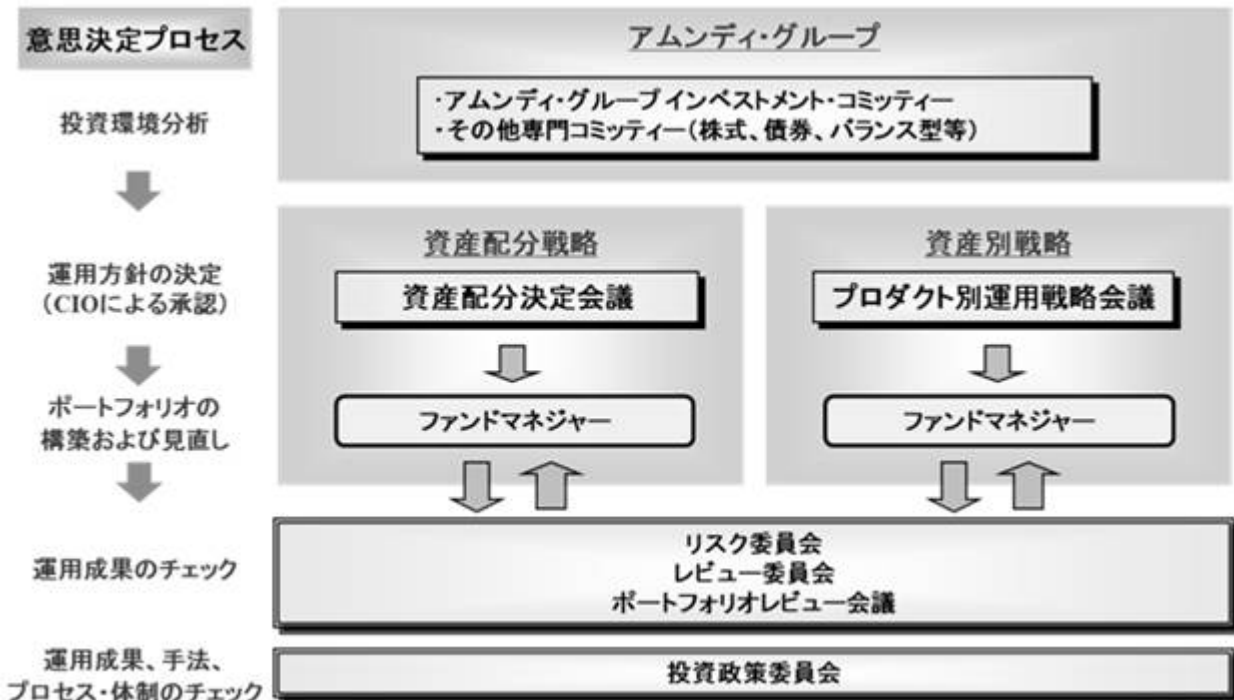 意思決定プロセス
アムンディ・グループ
投資環境分析
・アムンディ・グループ インベストメント・コミッティー
・その他専門コミッティー(株式、債券、バランス型等)
運用方針の決定
(CIOによる承認)
資産配分戦略
資産配分決定会議
資産別戦略
プロダクト別運用戦略会議
ポートフォリオの
構築および見直し
ファンドマネジャー
ファンドマネジャー
運用成果のチェック
リスク委員会
レビュー委員会
ポートフォリオレビュー会議
運用成果、手法、
プロセス・体制のチェック
投資政策委員会